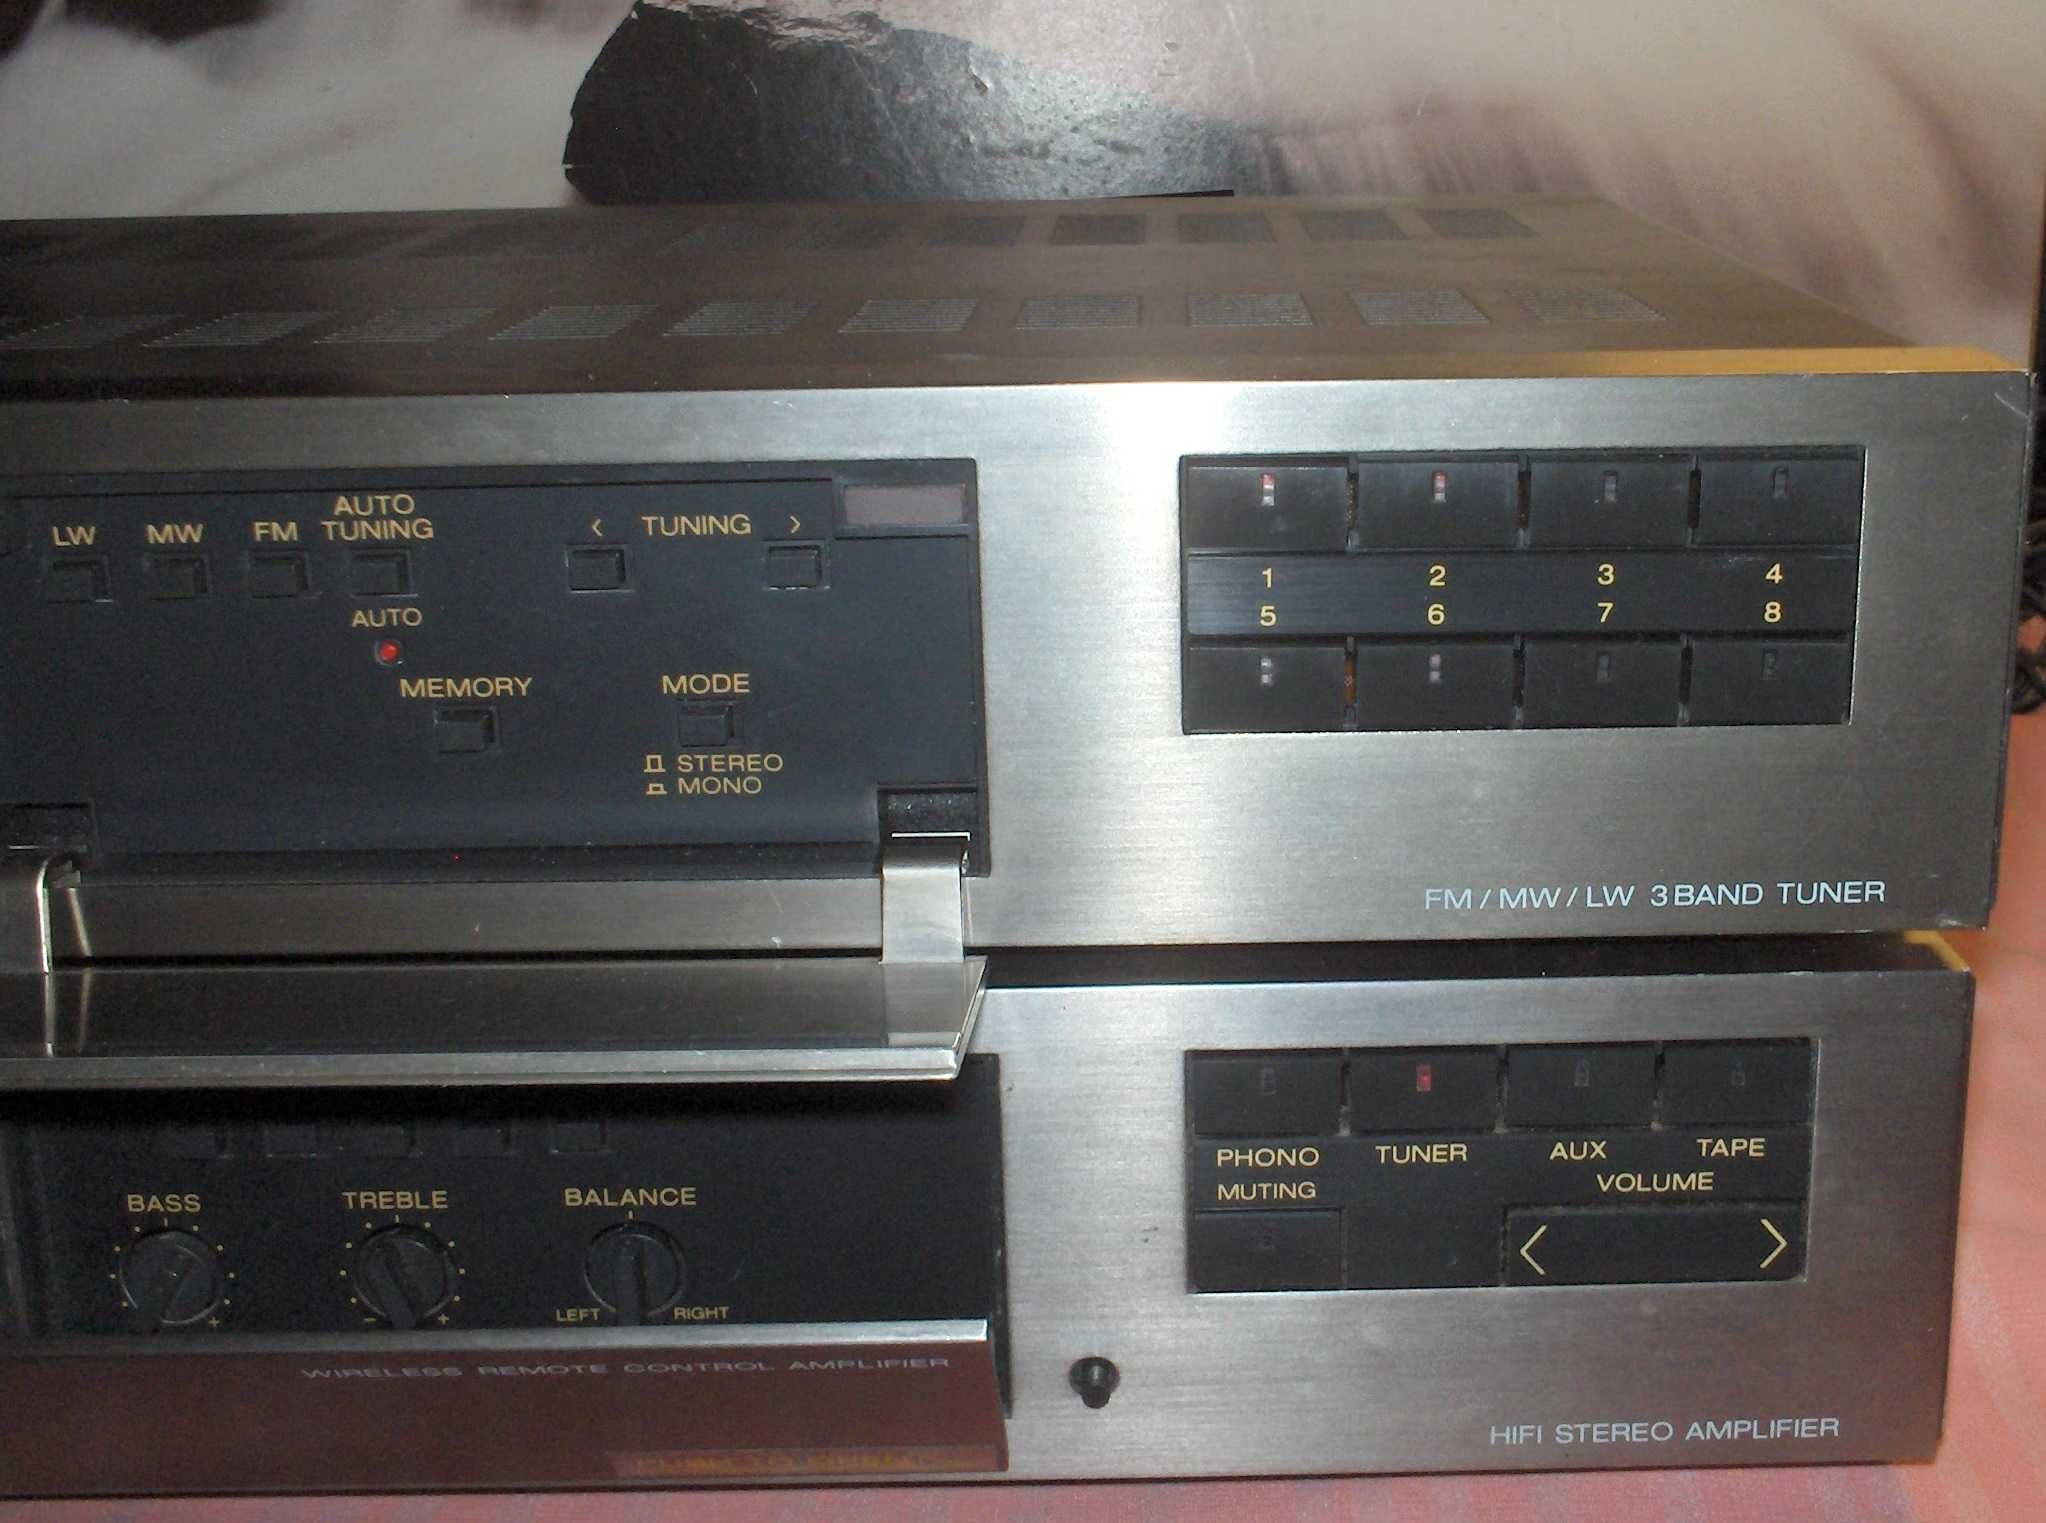 LW MW FM AUTO TUNING < TUNING >
AUTO
MEMORY MODE
STEREO
MONO
1 2 3 4
5 6 7 8
FM / MW / LW 3 BAND TUNER
PHONO TUNER AUX TAPE
MUTING VOLUME
< >
BASS TREBLE BALANCE
+ - + LEFT RIGHT
WIRELESS REMOTE CONTROL AMPLIFIER
HIFI STEREO AMPLIFIER